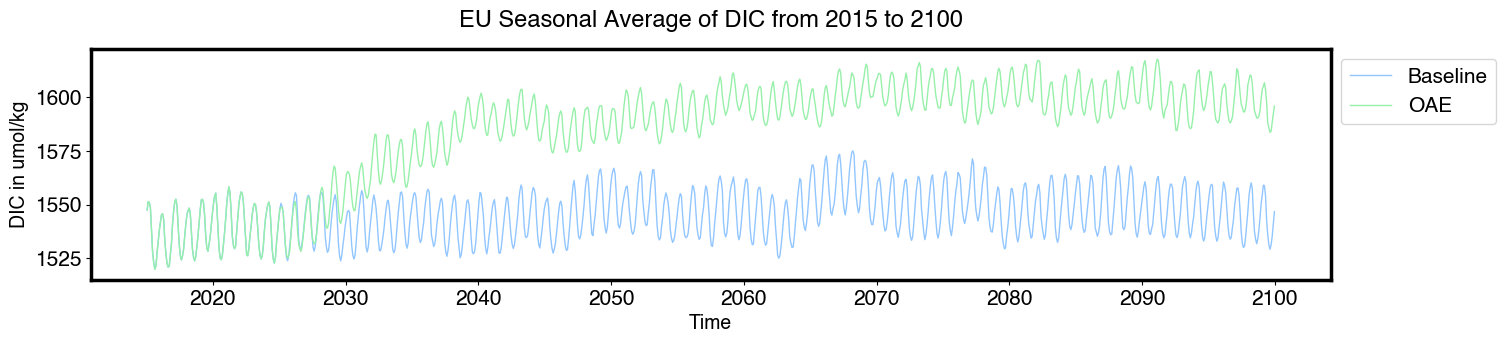 EU Seasonal Average of DIC from 2015 to 2100
DIC in umol/kg
1600
1575
1550
1525
2020 2030 2040 2050 2060 2070 2080 2090 2100
Time
Baseline
OAE